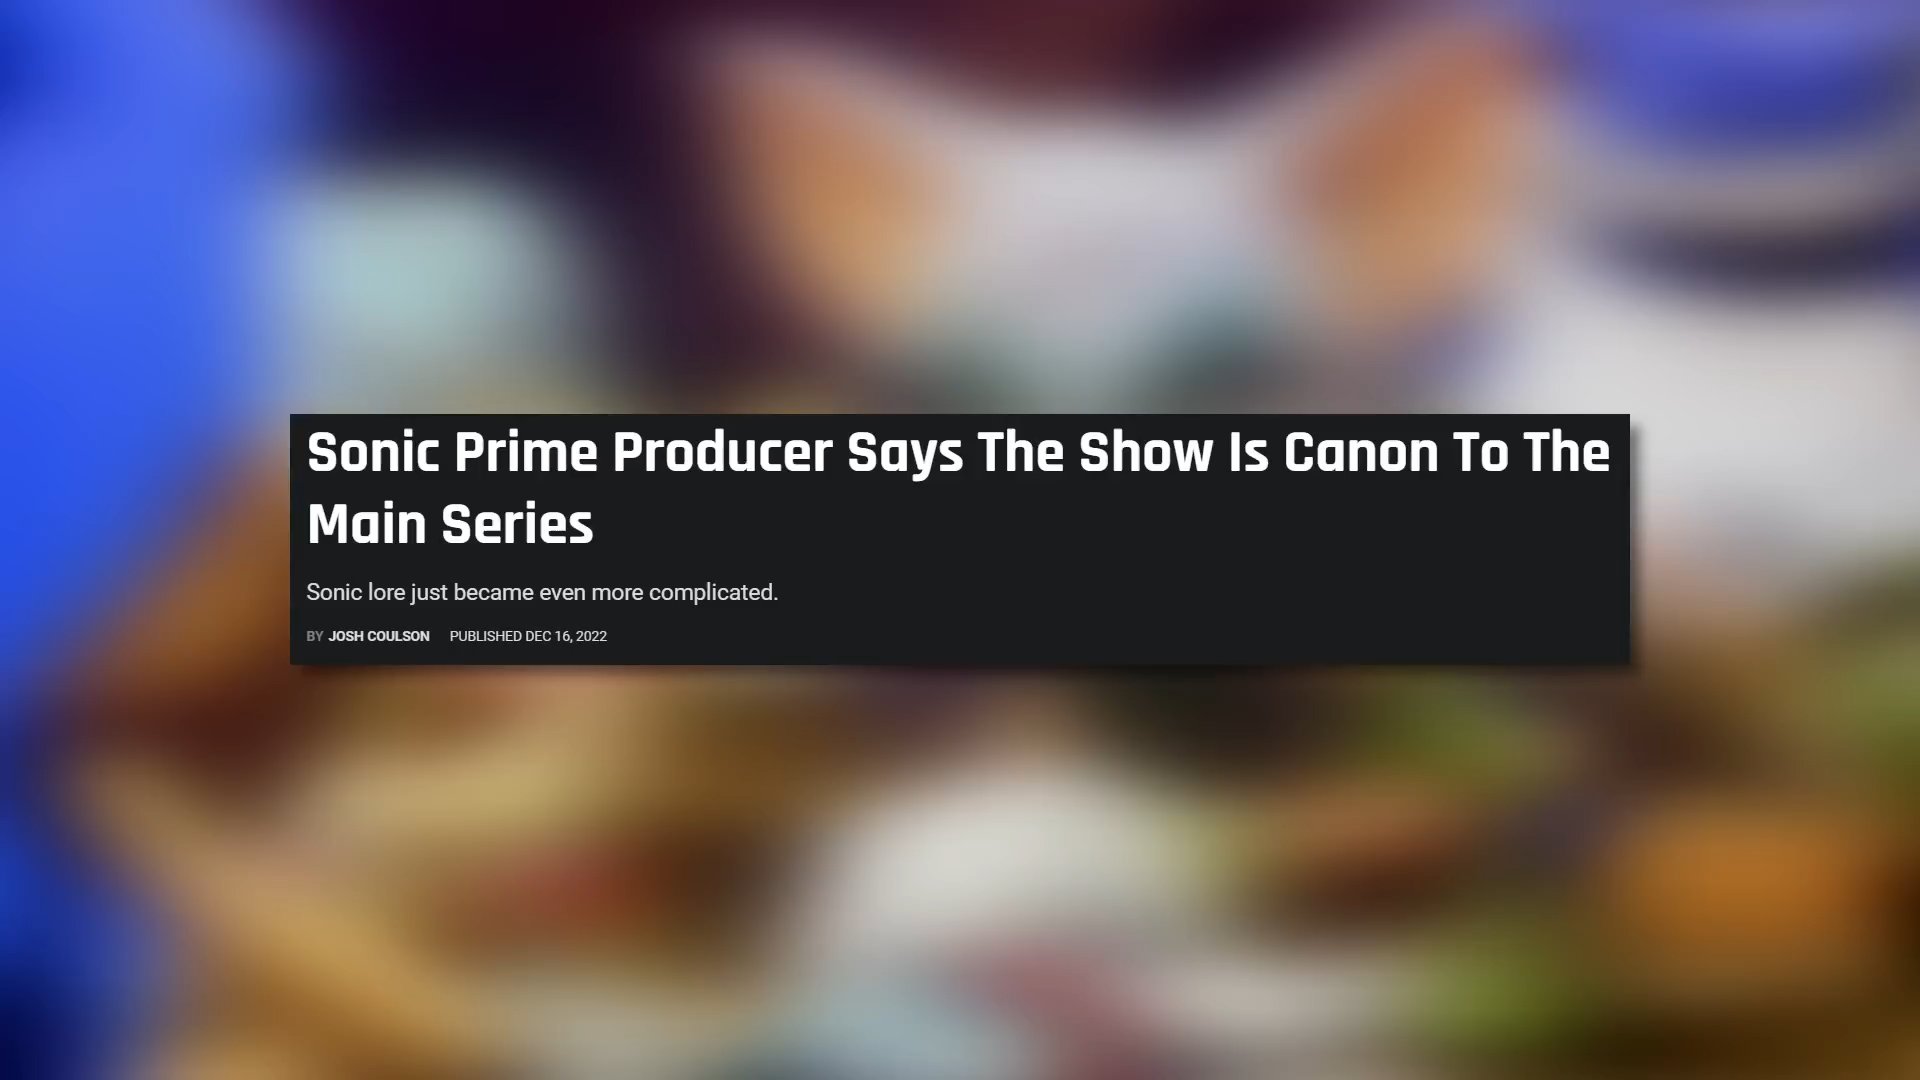 Sonic Prime Producer Says The Show Is Canon To The
Main Series
Sonic lore just became even more complicated.
BY JOSH COULSON PUBLISHED DEC 16, 2022